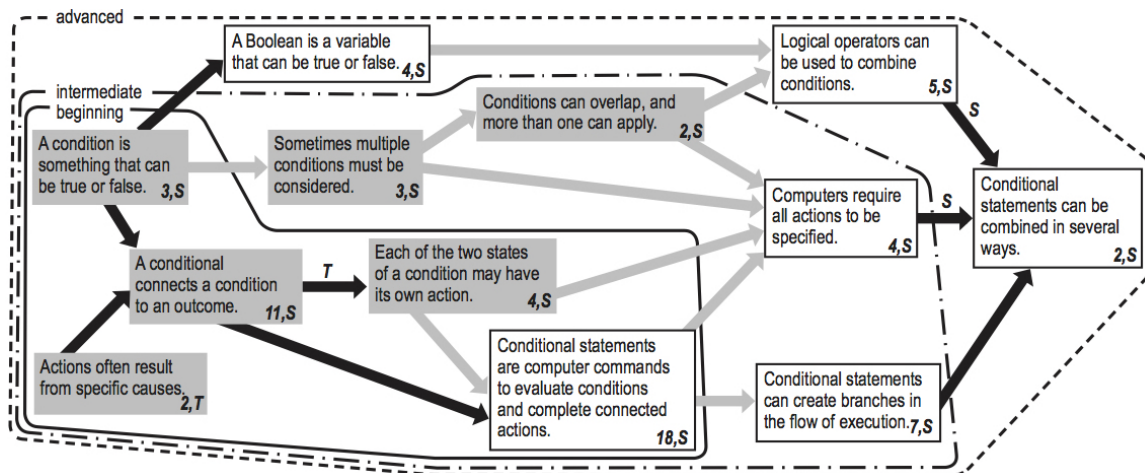 advanced
A Boolean is a variable
that can be true or false.
4,S
Logical operators can
be used to combine
conditions.
5,S
S
intermediate
beginning
Conditions can overlap, and
more than one can apply.
2,S
A condition is
something that can
be true or false.
3,S
Sometimes multiple
conditions must be
considered.
3,S
Computers require
all actions to be
specified.
4,S
S
Conditional
statements can be
combined in several
ways.
2,S
A conditional
connects a condition
to an outcome.
11,S
T
Each of the two states
of a condition may have
its own action.
4,S
Actions often result
from specific causes.
2,T
Conditional statements
are computer commands
to evaluate conditions
and complete connected
actions.
18,S
Conditional statements
can create branches in
the flow of execution.
7,S